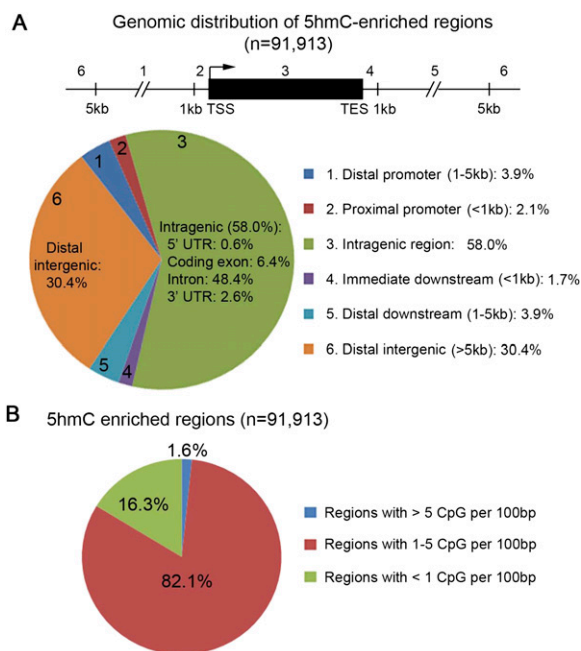 A
Genomic distribution of 5hmC-enriched regions
(n=91,913)
6 1 2 3 4 5 6
5kb 1kb TSS TES 1kb 5kb
1
2
3
4
5
6
Intragenic (58.0%):
5' UTR: 0.6%
Coding exon: 6.4%
Intron: 48.4%
3' UTR: 2.6%
Distal
intergenic:
30.4%
1. Distal promoter (1-5kb): 3.9%
2. Proximal promoter (<1kb): 2.1%
3. Intragenic region: 58.0%
4. Immediate downstream (<1kb): 1.7%
5. Distal downstream (1-5kb): 3.9%
6. Distal intergenic (>5kb): 30.4%
B
5hmC enriched regions (n=91,913)
1.6%
16.3%
82.1%
Regions with > 5 CpG per 100bp
Regions with 1-5 CpG per 100bp
Regions with < 1 CpG per 100bp